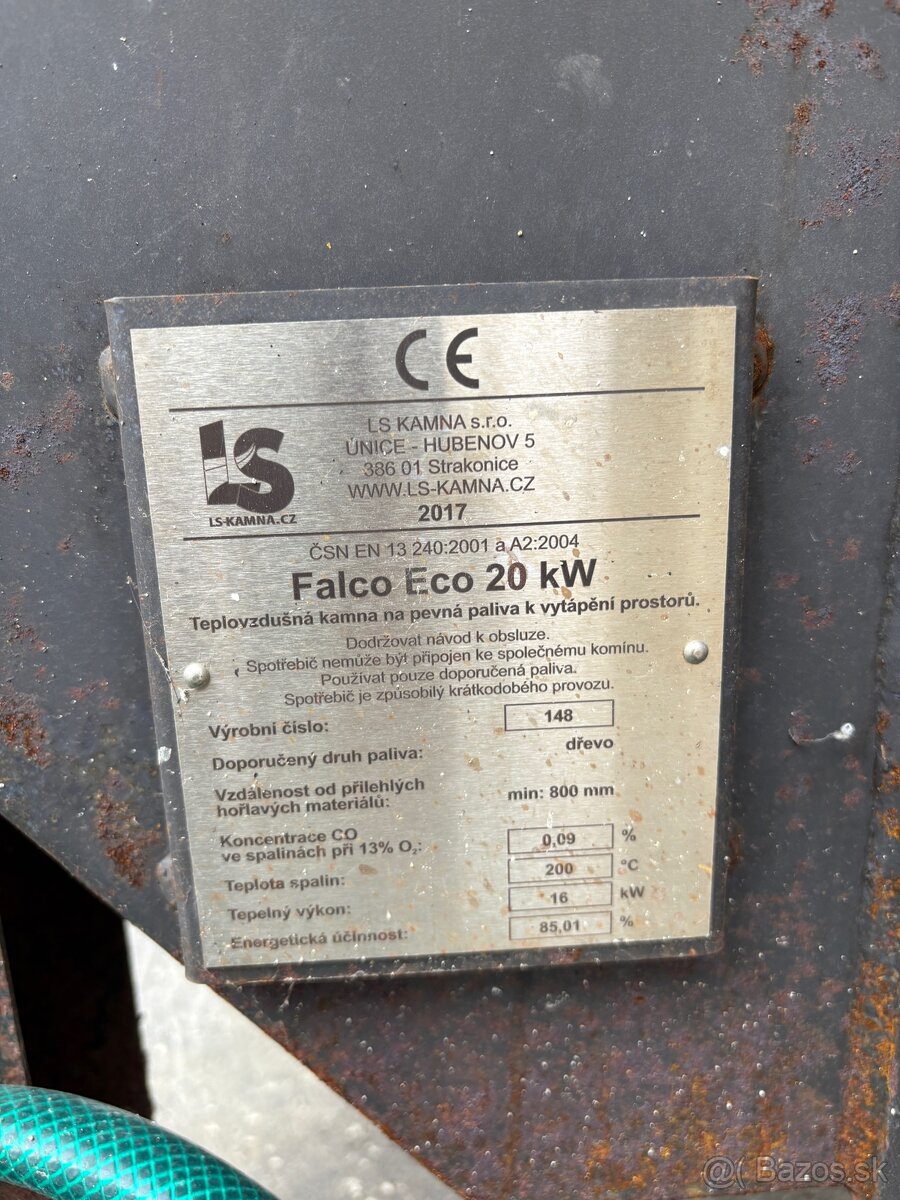 CE
LS
LS-KAMNA.CZ
LS KAMNA s.r.o.
ÚNICE - HUBENOV 5
386 01 Strakonice
WWW.LS-KAMNA.CZ
2017
ČSN EN 13 240:2001 a A2:2004
Falco Eco 20 kW
Teplovzdušná kamna na pevná paliva k vytápění prostorů.
Dodržovat návod k obsluze.
Spotřebič nemůže být připojen ke společnému komínu.
Používat pouze doporučená paliva.
Spotřebič je způsobilý krátkodobého provozu.
Výrobní číslo: 148
Doporučený druh paliva: dřevo
Vzdálenost od přilehlých
hořlavých materiálů: min: 800 mm
Koncentrace CO
ve spalinách při 13% O₂: 0,09 %
Teplota spalin: 200 °C
Tepelný výkon: 16 kW
Energetická účinnost: 85,01 %
@( Bazos.sk